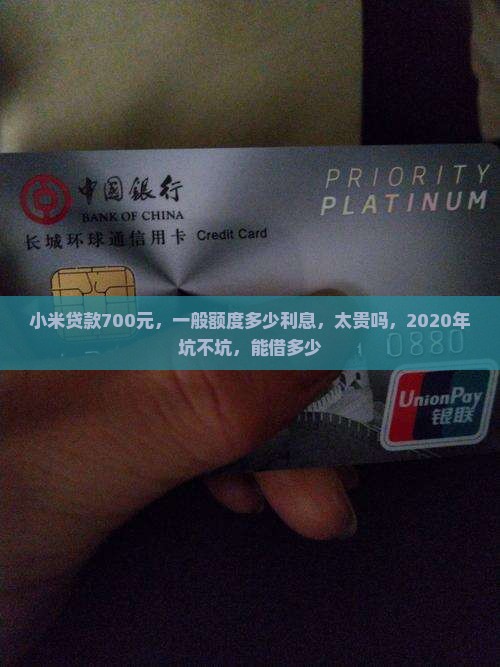 中国银行
BANK OF CHINA
长城环球通信用卡 Credit Card
PRIORITY
PLATINUM
小米贷款700元，一般额度多少利息，太贵吗，2020年
坑不坑，能借多少
0880
UnionPay
银联